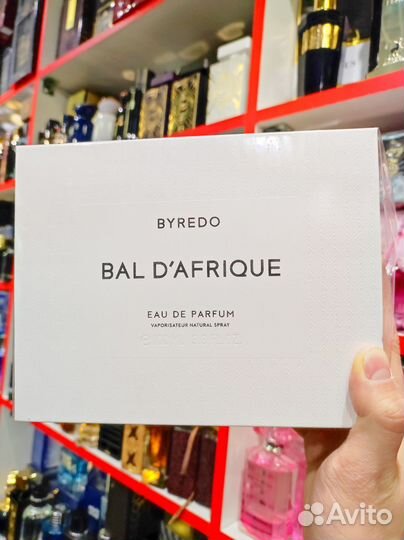 BYREDO
BAL D'AFRIQUE
EAU DE PARFUM
VAPORISATEUR NATURAL SPRAY
Avito